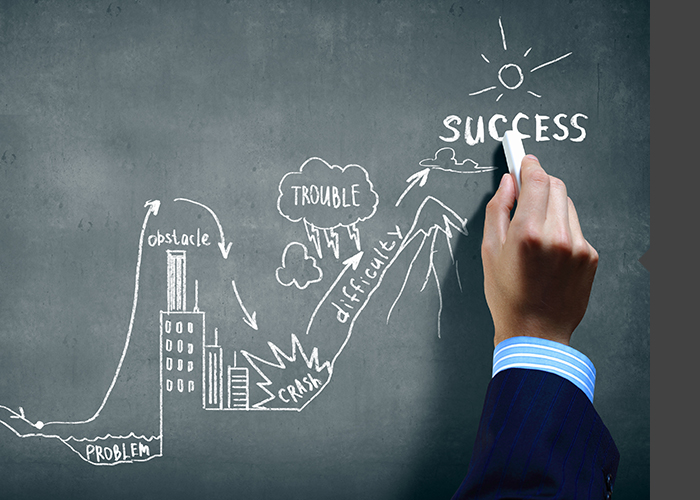 SUCCESS
TROUBLE
obstacle
difficulty
CRASH
PROBLEM